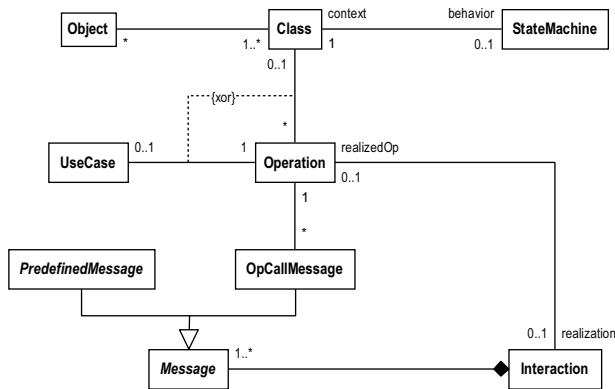 context behavior
Object Class StateMachine
* 1..* 1 0..1
0..1
{xor}
*
0..1 1 realizedOp
UseCase Operation
0..1
1
*
PredefinedMessage OpCallMessage
0..1 realization
1..*
Message Interaction